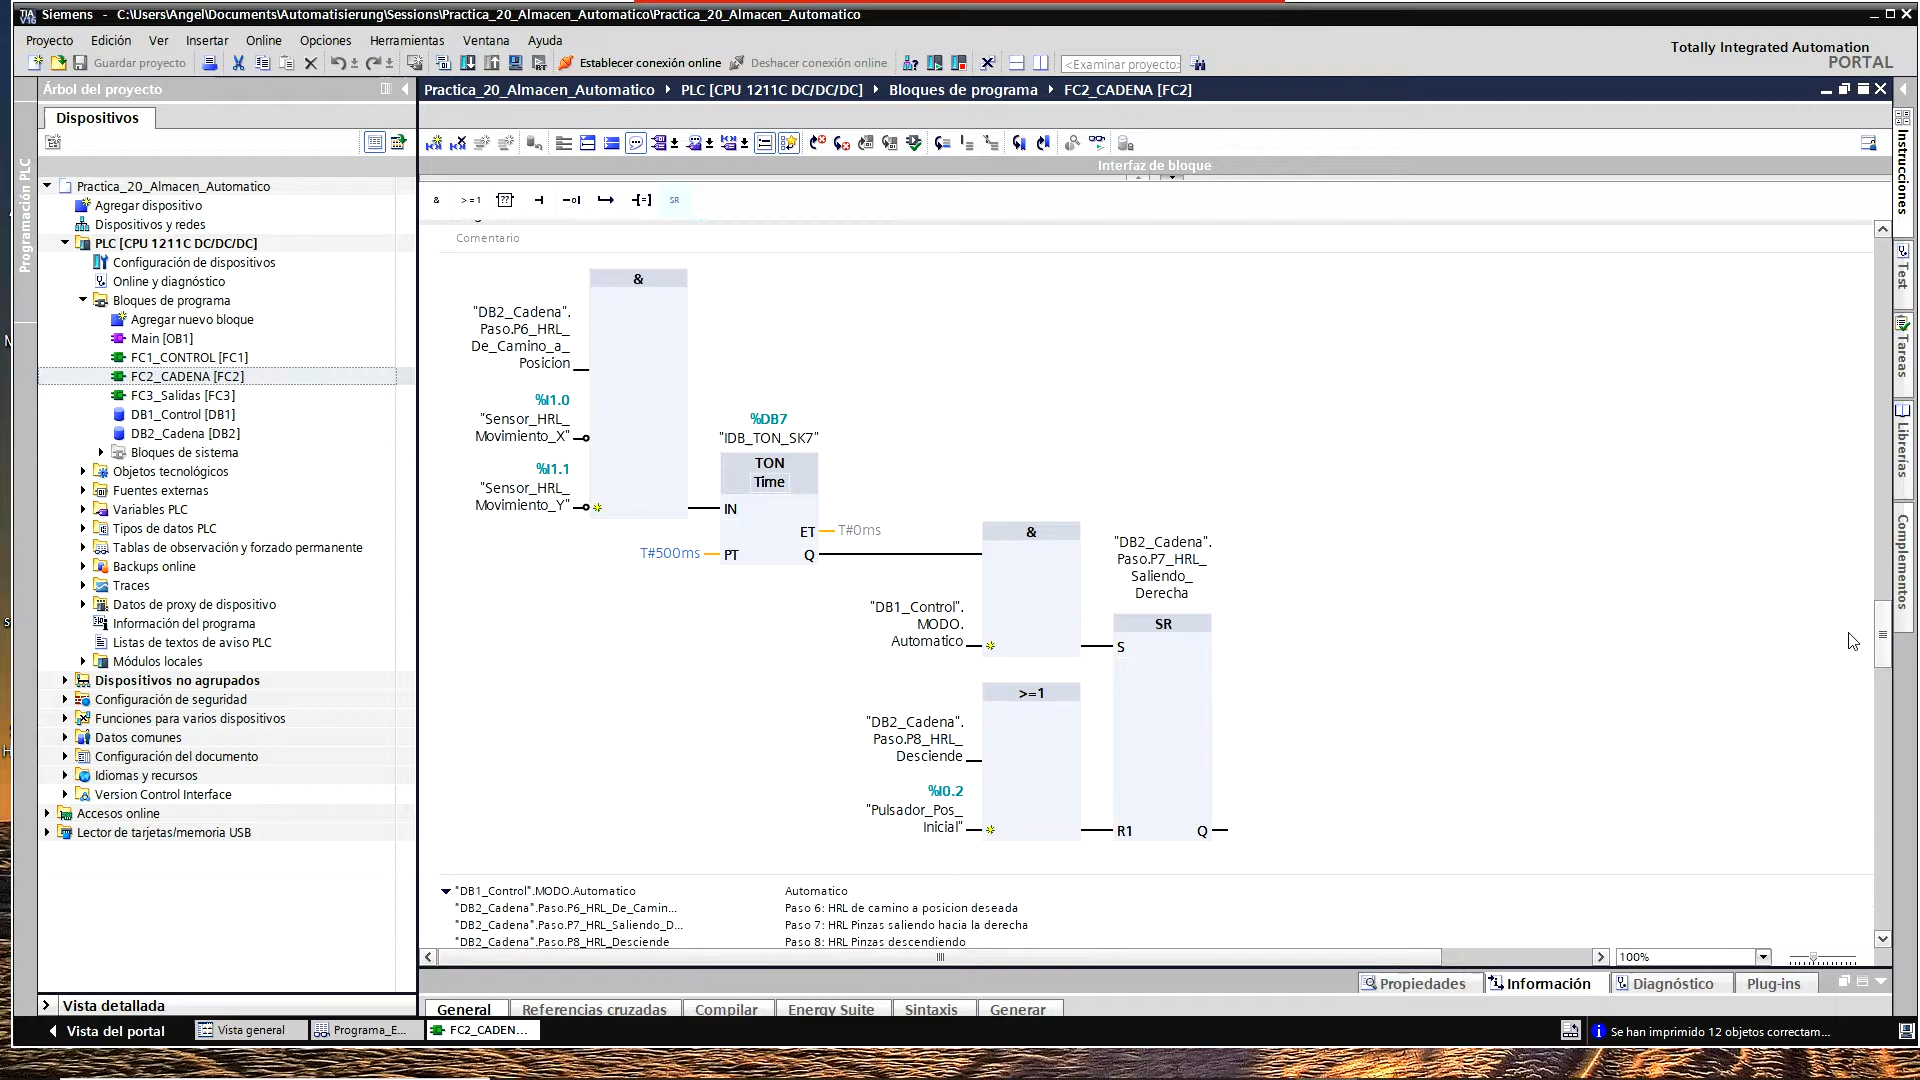 Siemens - C:\Users\Angel\Documents\Automatisierung\Sessions\Practica_20_Almacen_Automatico\Practica_20_Almacen_Automatico
Proyecto Edición Ver Insertar Online Opciones Herramientas Ventana Ayuda
Totally Integrated Automation
PORTAL
Guardar proyecto
Establecer conexión online
Deshacer conexión online
<Examinar proyecto>
Árbol del proyecto
Practica_20_Almacen_Automatico PLC [CPU 1211C DC/DC/DC] Bloques de programa FC2_CADENA [FC2]
Dispositivos
Programación PLC
Practica_20_Almacen_Automatico
Agregar dispositivo
Dispositivos y redes
PLC [CPU 1211C DC/DC/DC]
Configuración de dispositivos
Online y diagnóstico
Bloques de programa
Agregar nuevo bloque
Main [OB1]
FC1_CONTROL [FC1]
FC2_CADENA [FC2]
FC3_Salidas [FC3]
DB1_Control [DB1]
DB2_Cadena [DB2]
Bloques de sistema
Objetos tecnológicos
Fuentes externas
Variables PLC
Tipos de datos PLC
Tablas de observación y forzado permanente
Backups online
Traces
Datos de proxy de dispositivo
Información del programa
Listas de textos de aviso PLC
Módulos locales
Dispositivos no agrupados
Configuración de seguridad
Funciones para varios dispositivos
Datos comunes
Configuración del documento
Idiomas y recursos
Version Control Interface
Accesos online
Lector de tarjetas/memoria USB
Vista detallada
Interfaz de bloque
& >=1 ?? SR
Comentario
&
"DB2_Cadena".
Paso.P6_HRL_
De_Camino_a_
Posicion
%I1.0
"Sensor_HRL_
Movimiento_X"
%I1.1
"Sensor_HRL_
Movimiento_Y"
%DB7
"IDB_TON_SK7"
TON
Time
IN
ET T#0ms
T#500ms PT Q
&
"DB1_Control".
MODO.
Automatico
"DB2_Cadena".
Paso.P7_HRL_
Saliendo_
Derecha
SR
S
>=1
"DB2_Cadena".
Paso.P8_HRL_
Desciende
%I0.2
"Pulsador_Pos_
Inicial"
R1 Q
"DB1_Control".MODO.Automatico Automatico
"DB2_Cadena".Paso.P6_HRL_De_Camin... Paso 6: HRL de camino a posicion deseada
"DB2_Cadena".Paso.P7_HRL_Saliendo_D... Paso 7: HRL Pinzas saliendo hacia la derecha
"DB2_Cadena".Paso.P8_HRL_Desciende Paso 8: HRL Pinzas descendiendo
100%
Instrucciones
Test
Tareas
Librerías
Complementos
Propiedades Información Diagnóstico Plug-ins
General Referencias cruzadas Compilar Energy Suite Sintaxis Generar
Vista del portal Vista general Programa_E... FC2_CADEN...
Se han imprimido 12 objetos correctam...